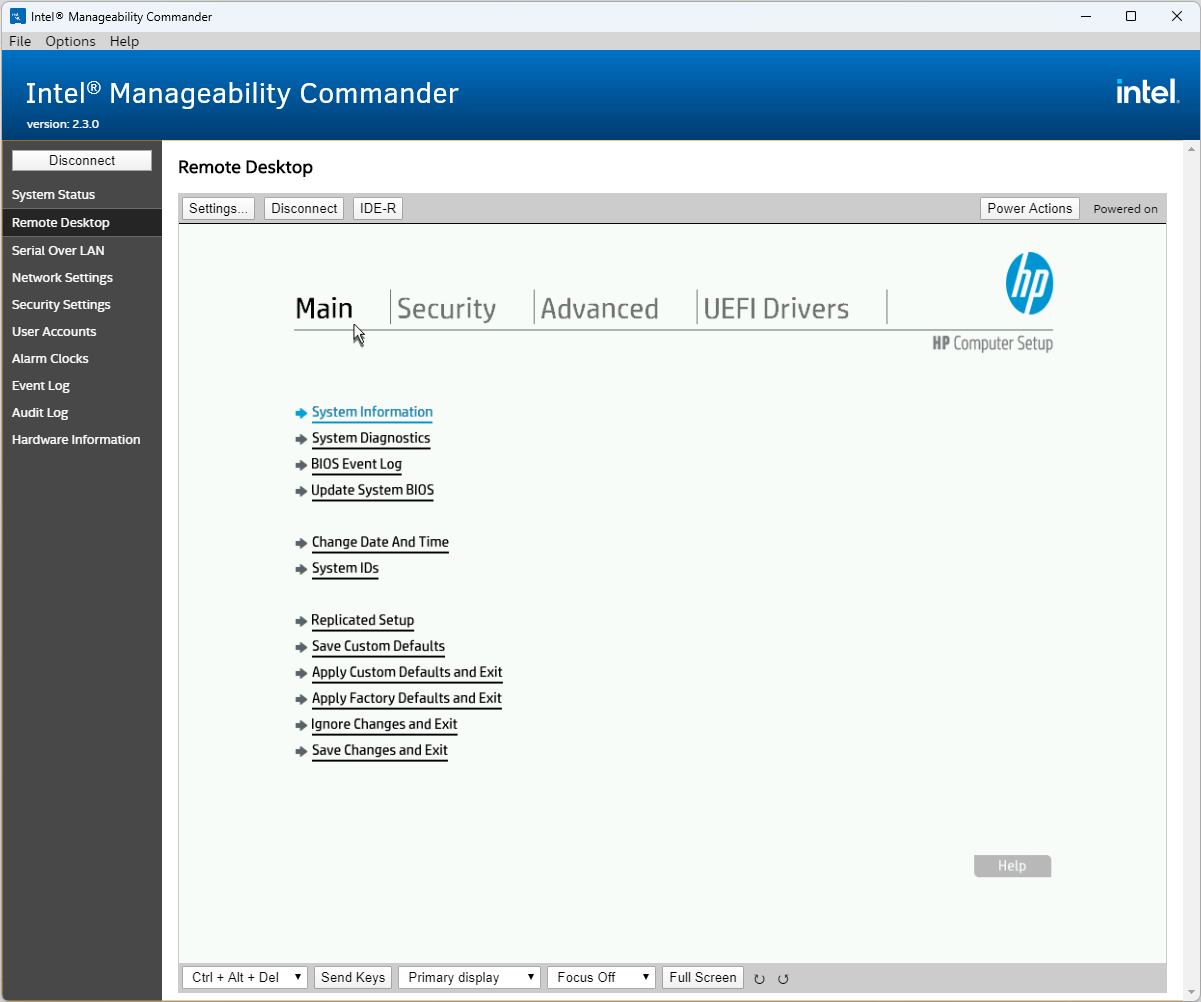 Intel® Manageability Commander
File Options Help
Intel® Manageability Commander
intel.
version: 2.3.0
Disconnect
System Status
Remote Desktop
Serial Over LAN
Network Settings
Security Settings
User Accounts
Alarm Clocks
Event Log
Audit Log
Hardware Information
Remote Desktop
Settings... Disconnect IDE-R Power Actions Powered on
hp
Main Security Advanced UEFI Drivers
HP Computer Setup
System Information
System Diagnostics
BIOS Event Log
Update System BIOS
Change Date And Time
System IDs
Replicated Setup
Save Custom Defaults
Apply Custom Defaults and Exit
Apply Factory Defaults and Exit
Ignore Changes and Exit
Save Changes and Exit
Help
Ctrl + Alt + Del Send Keys Primary display Focus Off Full Screen